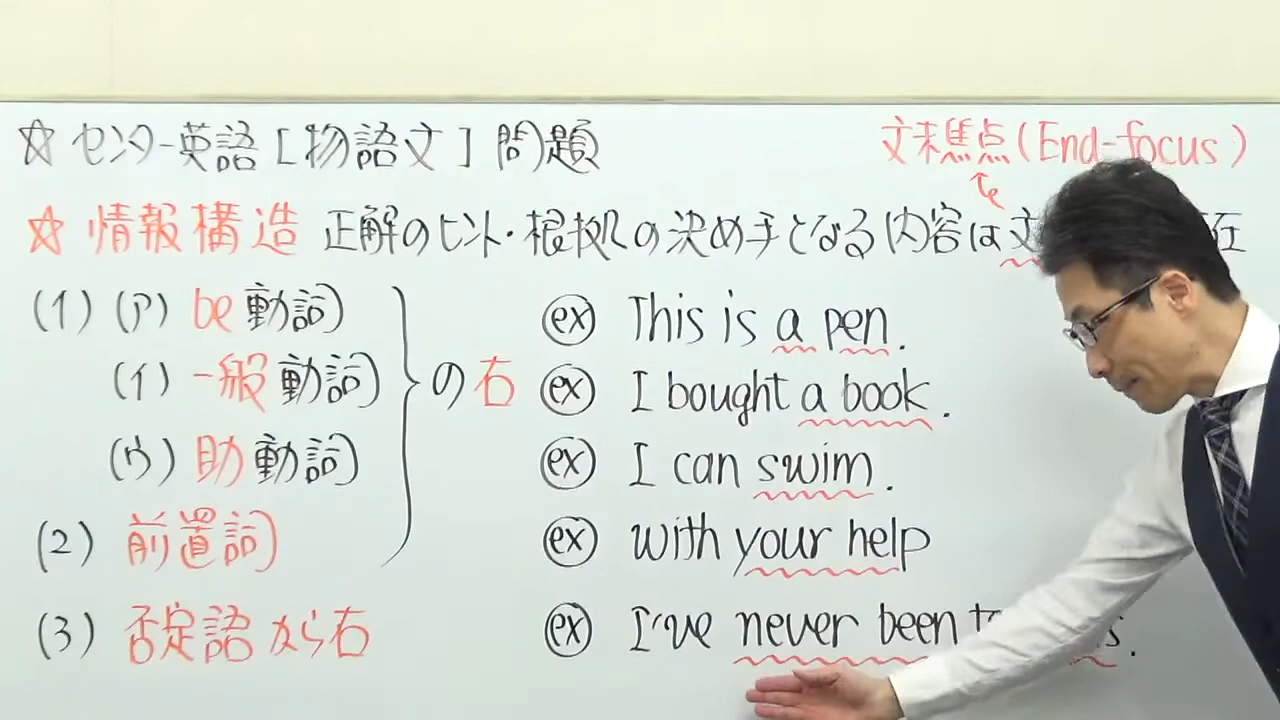 ☆ センター英語 [物語文] 問題
文末焦点 (End-focus)
☆ 情報構造 正解のヒント・根拠の決め手となる内容は文
在
(1) (ア) be動詞
(イ) 一般動詞
(ウ) 助動詞
(2) 前置詞
の右
(3) 否定語から右
ex This is a pen.
ex I bought a book.
ex I can swim.
ex with your help
ex I've never been